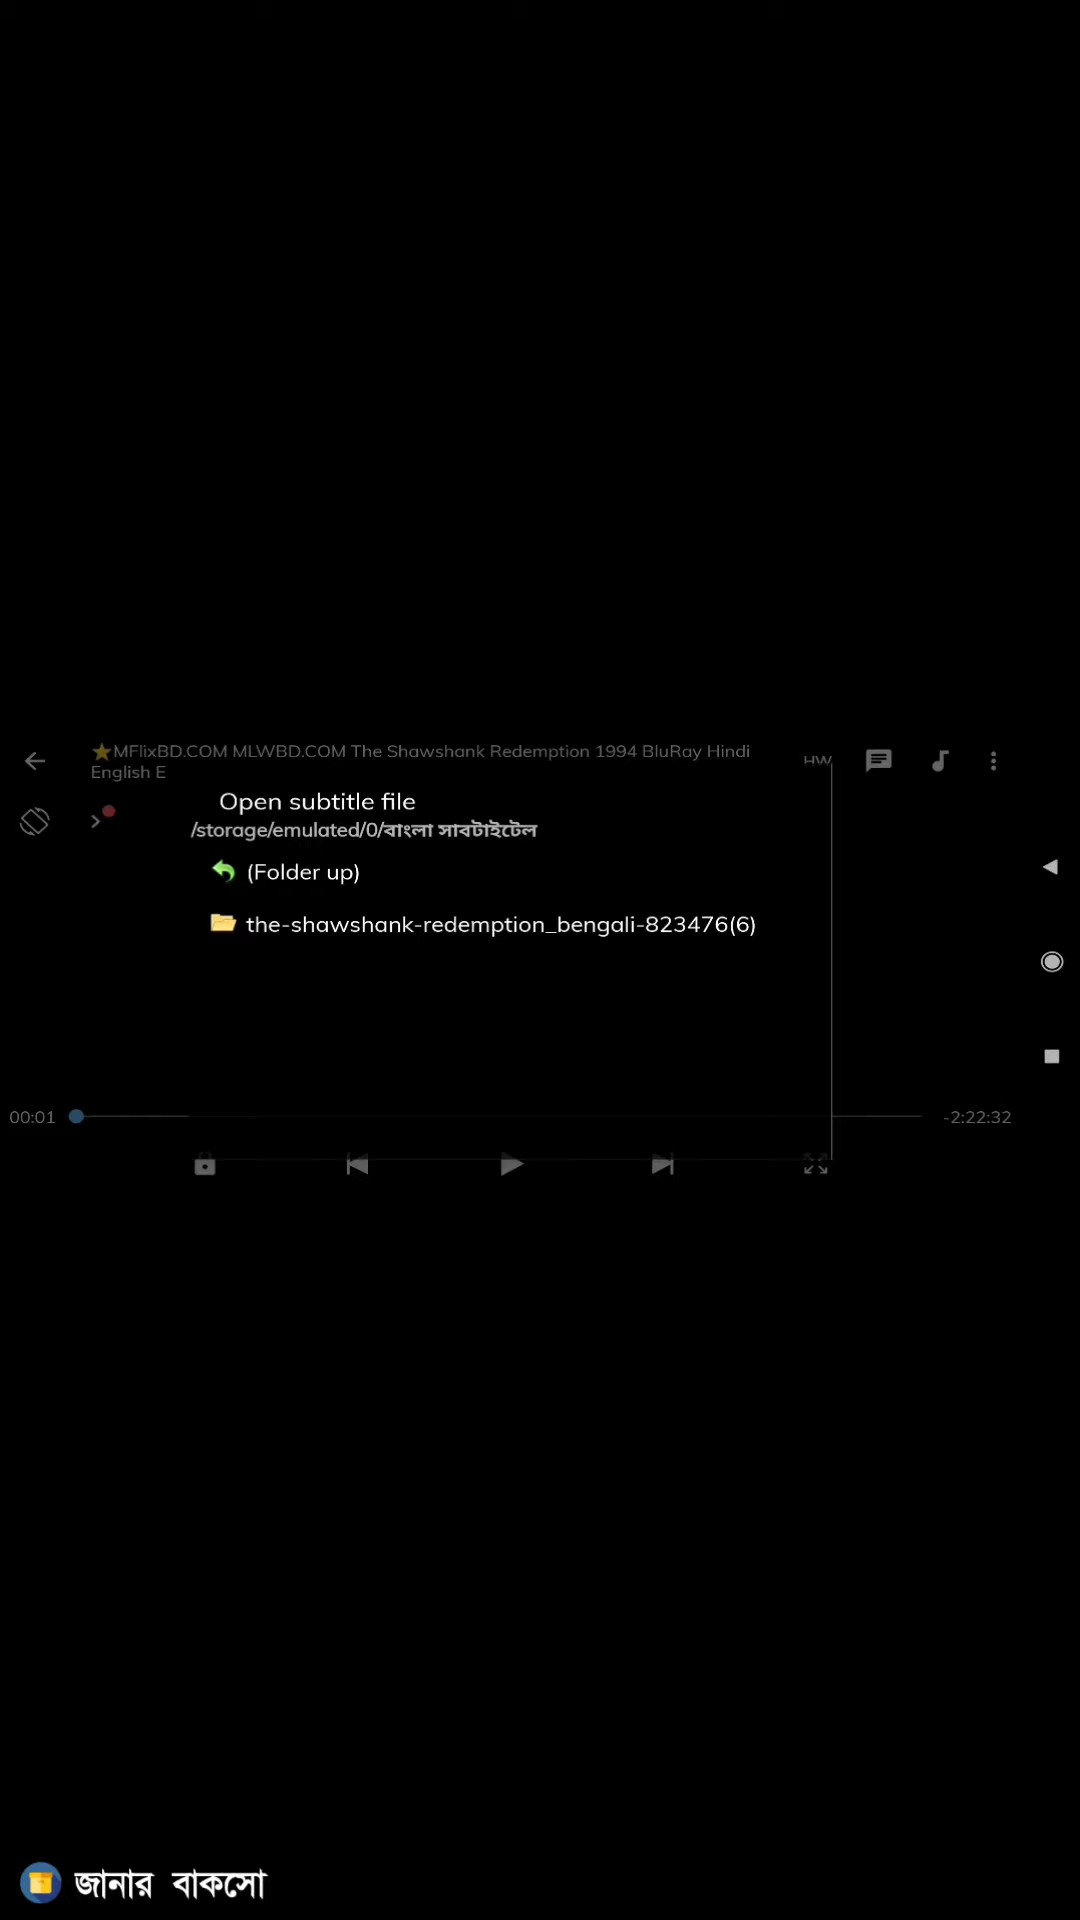 ⭐MFlixBD.COM MLWBD.COM The Shawshank Redemption 1994 BluRay Hindi
English E
HW
Open subtitle file
/storage/emulated/0/বাংলা সাবটাইটেল
(Folder up)
the-shawshank-redemption_bengali-823476(6)
00:01
-2:22:32
জানার বাকসো